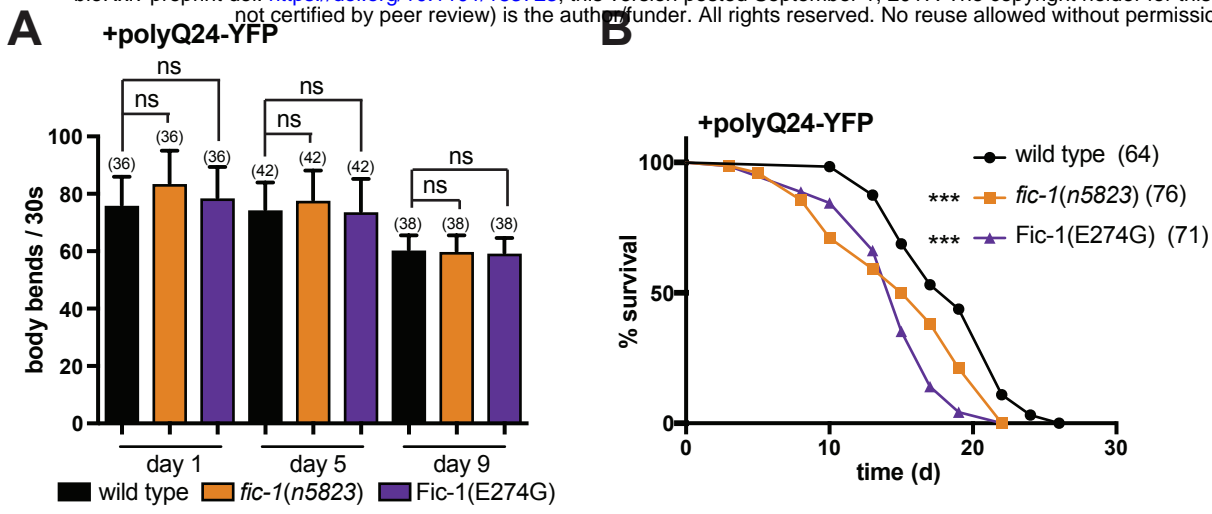 not certified by peer review) is the author/funder. All rights reserved. No reuse allowed without
A
+polyQ24-YFP
ns
ns
ns
ns
ns
ns
(36)
(36)
(36)
(42)
(42)
(42)
(38)
(38)
(38)
body bends / 30s
100
80
60
40
20
0
day 1
day 5
day 9
wild type
fic-1(n5823)
Fic-1(E274G)
B
+polyQ24-YFP
wild type (64)
*** fic-1(n5823) (76)
*** Fic-1(E274G) (71)
% survival
100
50
0
0
10
20
30
time (d)